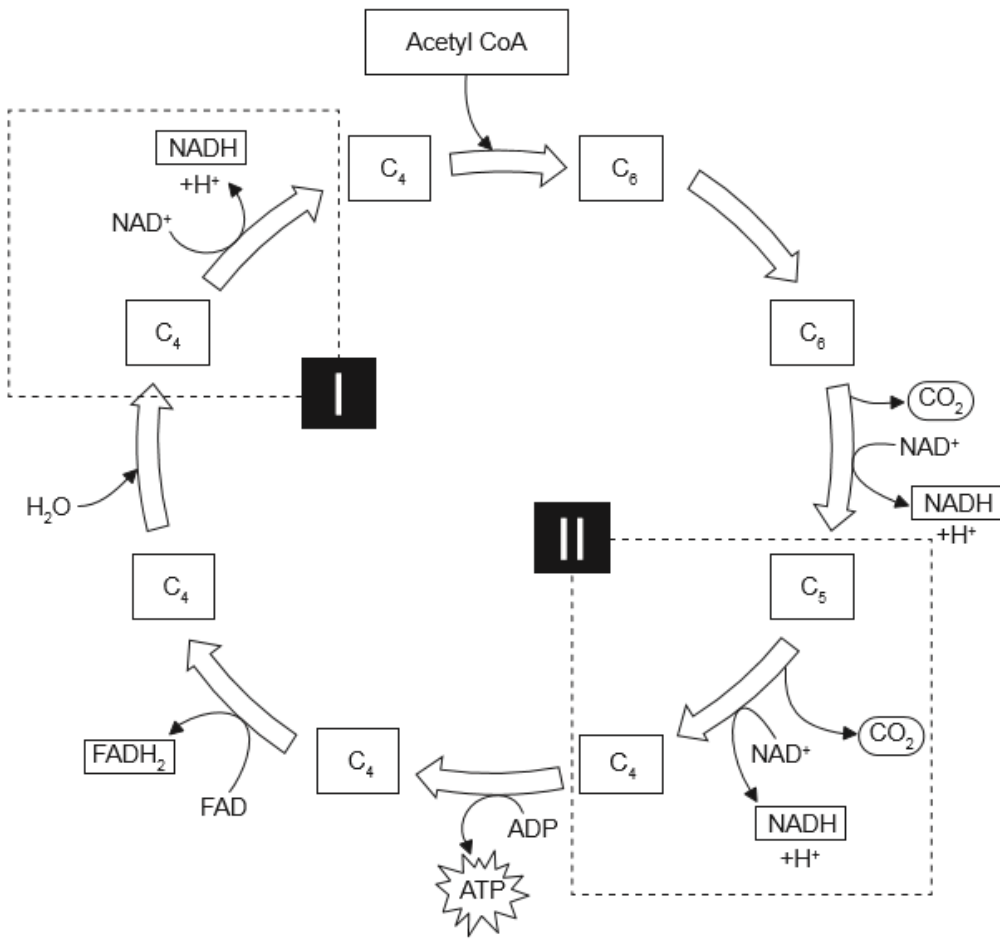 Acetyl CoA
C₄
C₆
NADH
+H⁺
NAD⁺
C₄
C₆
I
CO₂
NAD⁺
NADH
+H⁺
H₂O
II
C₄
C₅
FADH₂
FAD
C₄
ADP
ATP
C₄
NAD⁺
CO₂
NADH
+H⁺